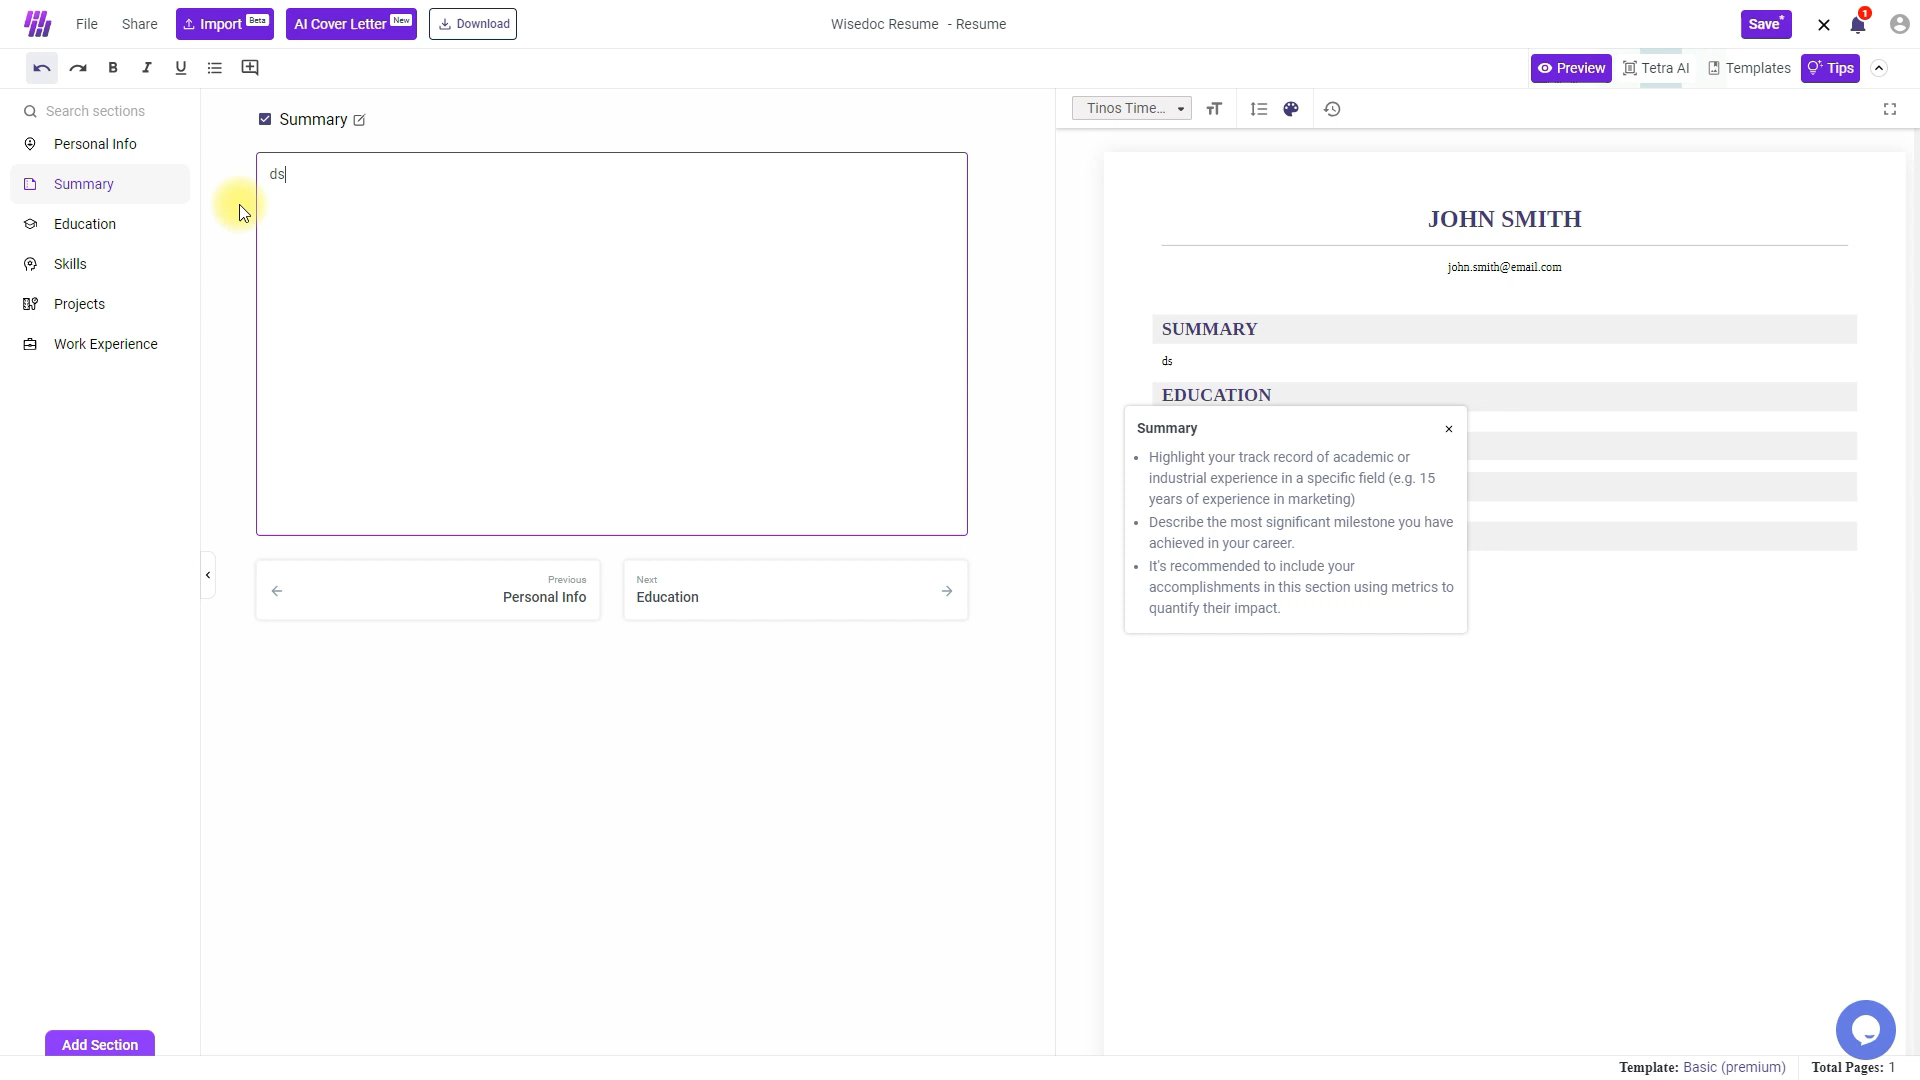 File Share Import Beta AI Cover Letter New Download Wisedoc Resume - Resume Save* 1
B I U Preview Tetra AI Templates Tips
Search sections
Personal Info
Summary
Education
Skills
Projects
Work Experience
Add Section
Summary
ds
Previous
Personal Info
Next
Education
Tinos Time...
JOHN SMITH
john.smith@email.com
SUMMARY
ds
EDUCATION
Summary
• Highlight your track record of academic or
industrial experience in a specific field (e.g. 15
years of experience in marketing)
• Describe the most significant milestone you have
achieved in your career.
• It's recommended to include your
accomplishments in this section using metrics to
quantify their impact.
Template: Basic (premium) Total Pages: 1